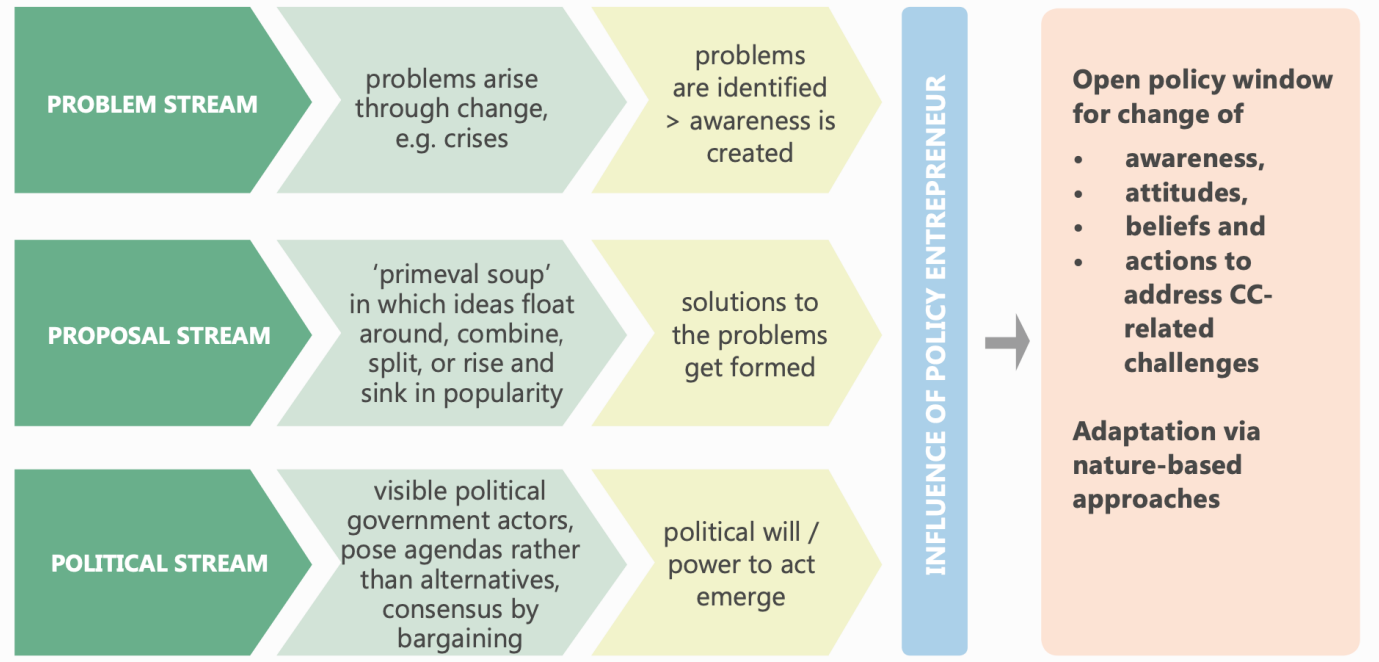 PROBLEM STREAM
problems arise
through change,
e.g. crises
problems
are identified
> awareness is
created
PROPOSAL STREAM
‘primeval soup’
in which ideas float
around, combine,
split, or rise and
sink in popularity
solutions to
the problems
get formed
POLITICAL STREAM
visible political
government actors,
pose agendas rather
than alternatives,
consensus by
bargaining
political will /
power to act
emerge
INFLUENCE OF POLICY ENTREPRENEUR
Open policy window
for change of
• awareness,
• attitudes,
• beliefs and
• actions to
address CC-
related
challenges
Adaptation via
nature-based
approaches